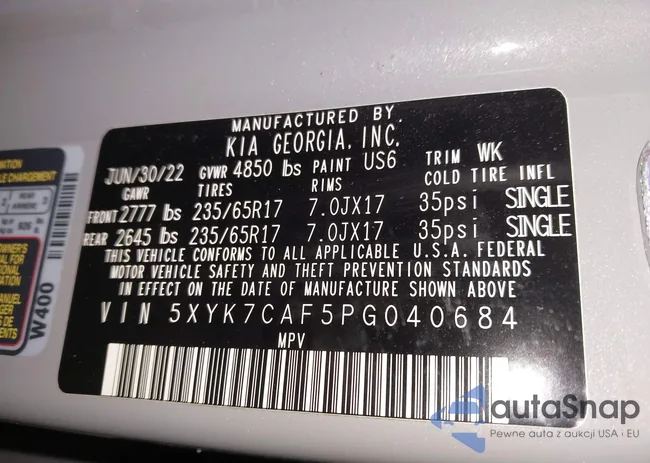 MANUFACTURED BY
KIA GEORGIA, INC.
JUN/30/22 GVWR 4850 lbs PAINT US6 TRIM WK
GAWR TIRES RIMS COLD TIRE INFL
FRONT 2777 lbs 235/65R17 7.0JX17 35psi SINGLE
REAR 2645 lbs 235/65R17 7.0JX17 35psi SINGLE
THIS VEHICLE CONFORMS TO ALL APPLICABLE U.S.A. FEDERAL
MOTOR VEHICLE SAFETY AND THEFT PREVENTION STANDARDS
IN EFFECT ON THE DATE OF MANUFACTURE SHOWN ABOVE
VIN 5XYK7CAF5PG040684
MPV
W400
autaSnap
Pewne auta z aukcji USA i EU